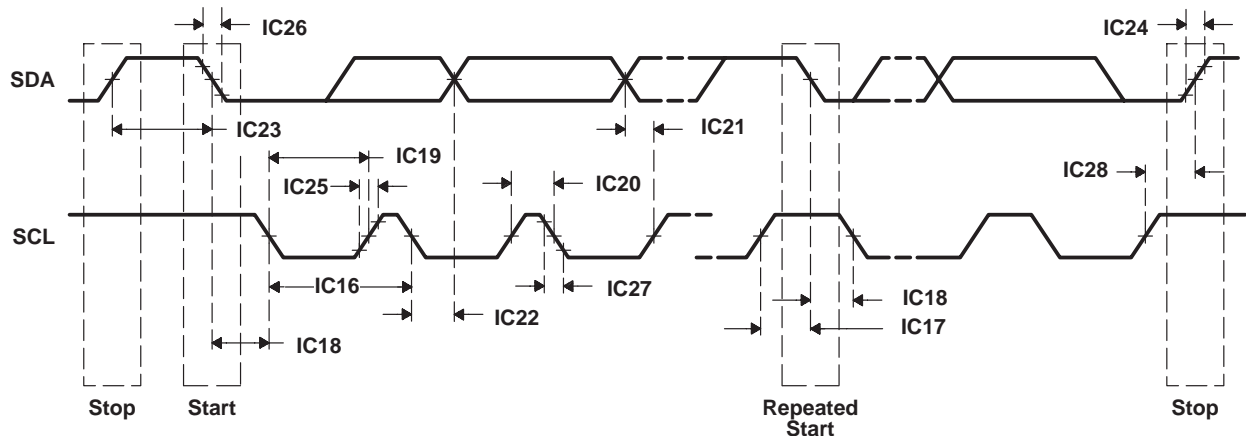 IC26
IC24
SDA
IC23
IC21
IC19
IC25
IC20
IC28
SCL
IC16
IC27
IC18
IC22
IC17
IC18
Stop
Start
Repeated
Start
Stop